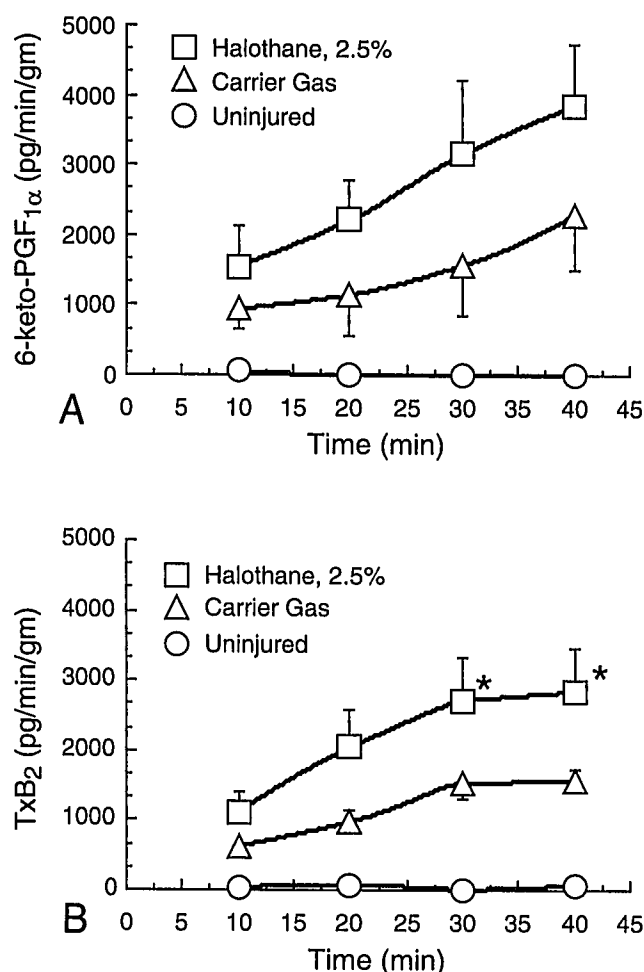 5000
4000
3000
2000
1000
0
6-keto-PGF1α (pg/min/gm)
Halothane, 2.5%
Carrier Gas
Uninjured
A
0 5 10 15 20 25 30 35 40 45
Time (min)
5000
4000
3000
2000
1000
0
TxB2 (pg/min/gm)
Halothane, 2.5%
Carrier Gas
Uninjured
*
*
B
0 5 10 15 20 25 30 35 40 45
Time (min)